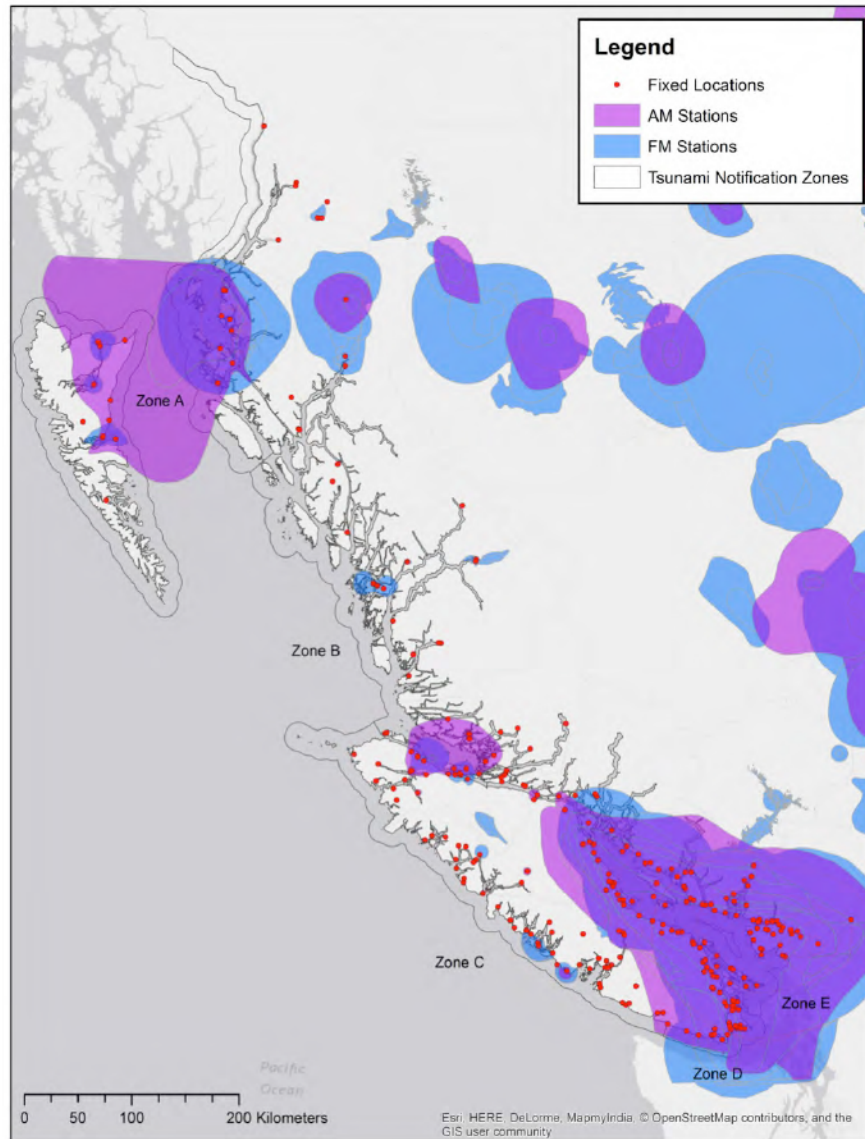 Legend
Fixed Locations
AM Stations
FM Stations
Tsunami Notification Zones
Zone A
Zone B
Zone C
Zone E
Zone D
Pacific
Ocean
0 50 100 200 Kilometers
Esri, HERE, DeLorme, MapmyIndia, © OpenStreetMap contributors, and the
GIS user community